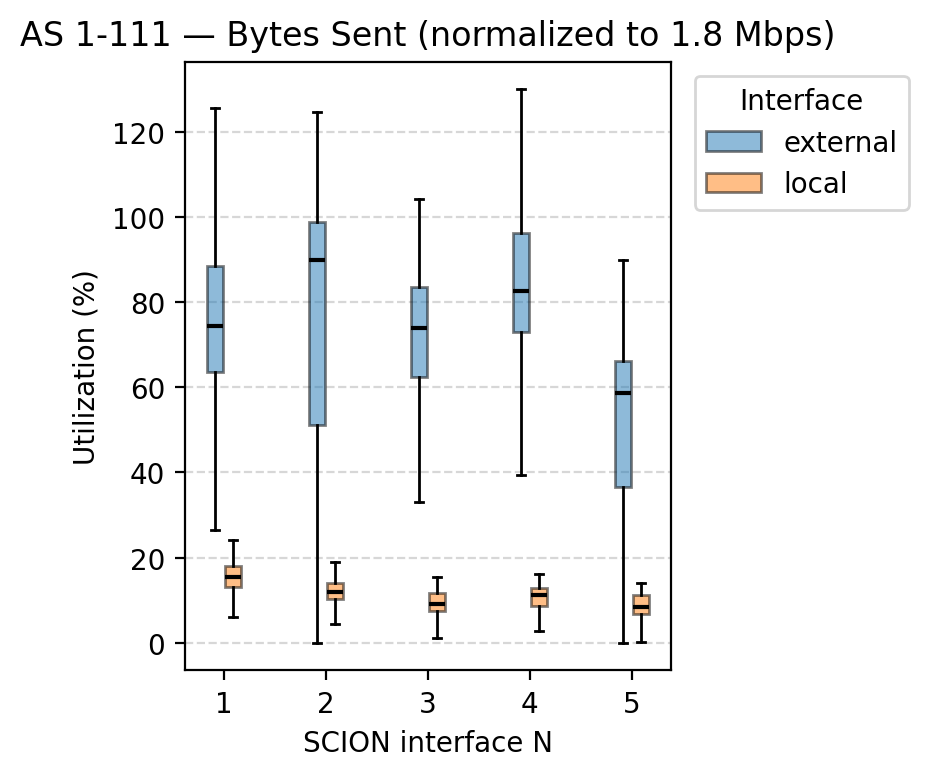 AS 1-111 — Bytes Sent (normalized to 1.8 Mbps)
Interface
external
local
Utilization (%)
120
100
80
60
40
20
0
1 2 3 4 5
SCION interface N